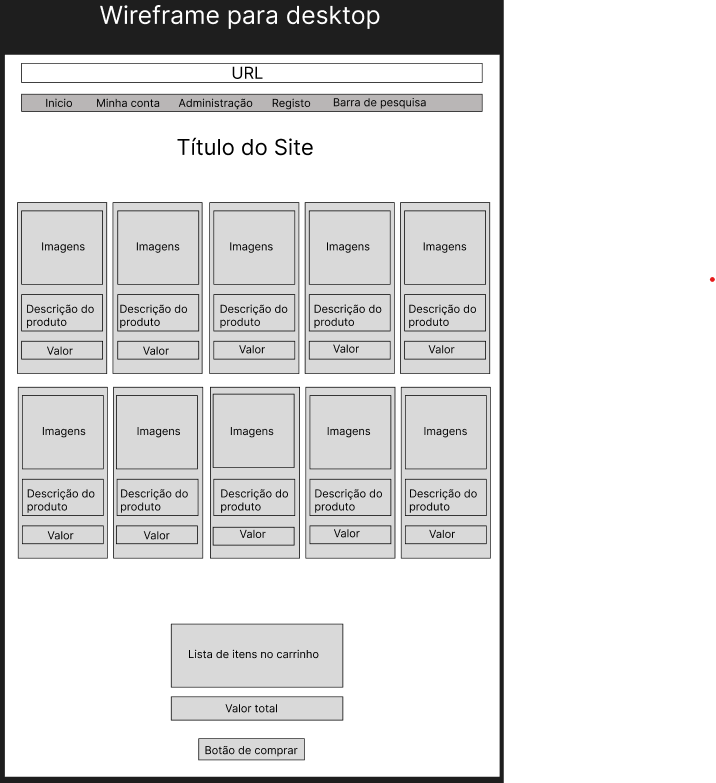 Wireframe para desktop
URL
Inicio Minha conta Administração Registo Barra de pesquisa
Título do Site
Imagens Imagens Imagens Imagens Imagens
Descrição do Descrição do Descrição do Descrição do Descrição do
produto produto produto produto produto
Valor Valor Valor Valor Valor
Imagens Imagens Imagens Imagens Imagens
Descrição do Descrição do Descrição do Descrição do Descrição do
produto produto produto produto produto
Valor Valor Valor Valor Valor
Lista de itens no carrinho
Valor total
Botão de comprar